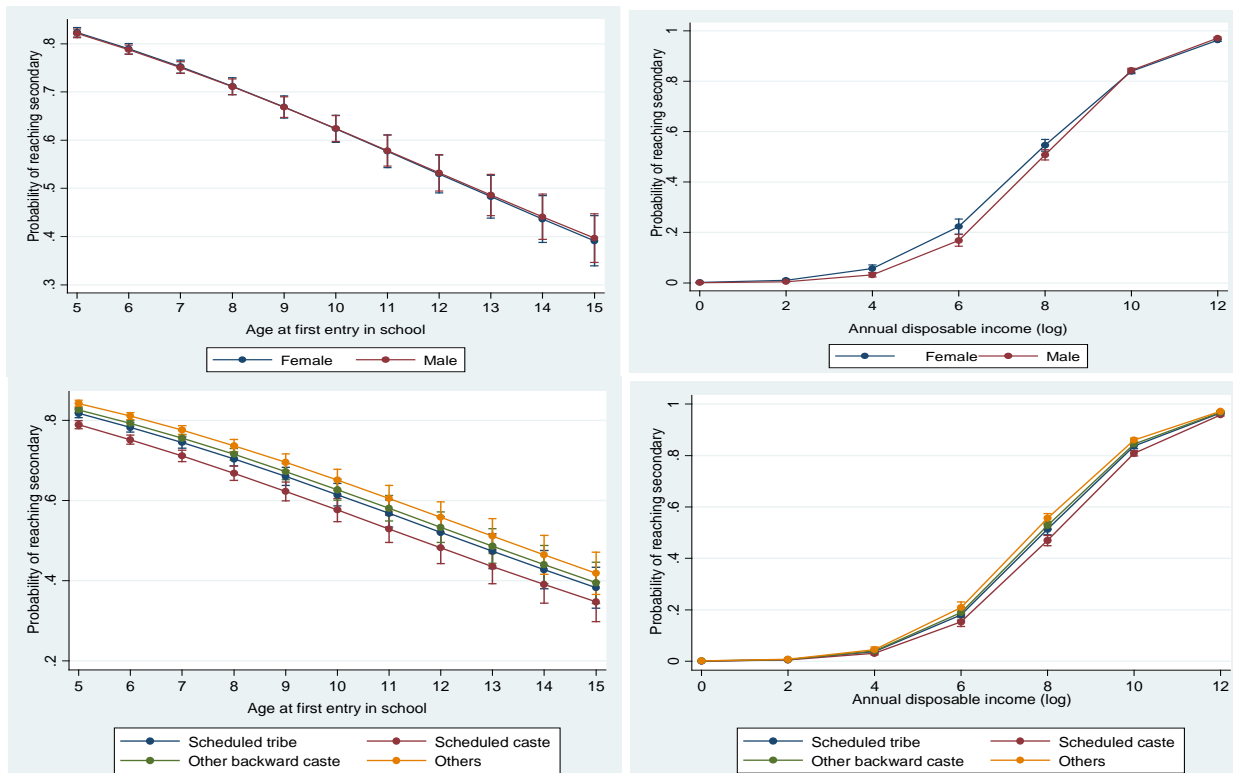 Probability of reaching secondary
.8
.7
.6
.5
.4
.3
5 6 7 8 9 10 11 12 13 14 15
Age at first entry in school
Female Male
Probability of reaching secondary
1
.8
.6
.4
.2
0
0 2 4 6 8 10 12
Annual disposable income (log)
Female Male
Probability of reaching secondary
.8
.6
.4
.2
5 6 7 8 9 10 11 12 13 14 15
Age at first entry in school
Scheduled tribe Scheduled caste
Other backward caste Others
Probability of reaching secondary
1
.8
.6
.4
.2
0
0 2 4 6 8 10 12
Annual disposable income (log)
Scheduled tribe Scheduled caste
Other backward caste Others